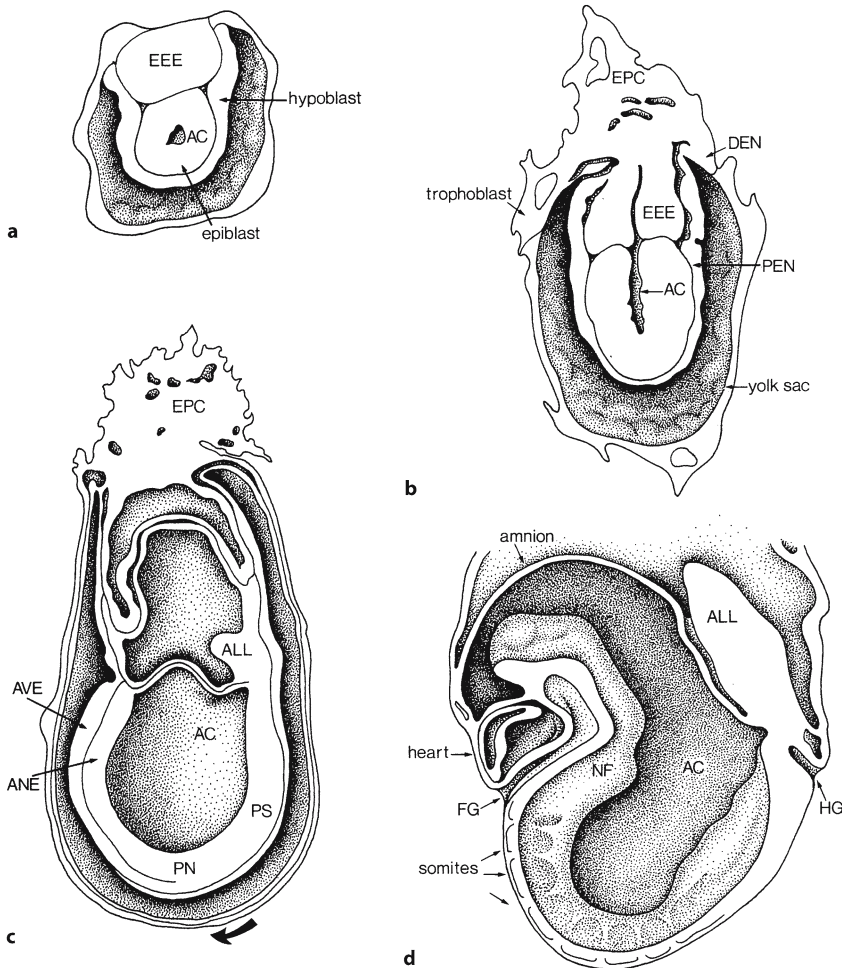 EEE
hypoblast
AC
epiblast
a
EPC
DEN
trophoblast
EEE
PEN
AC
yolk sac
b
EPC
ALL
AVE
AC
ANE
PS
PN
c
amnion
ALL
heart
NF
AC
FG
HG
somites
d